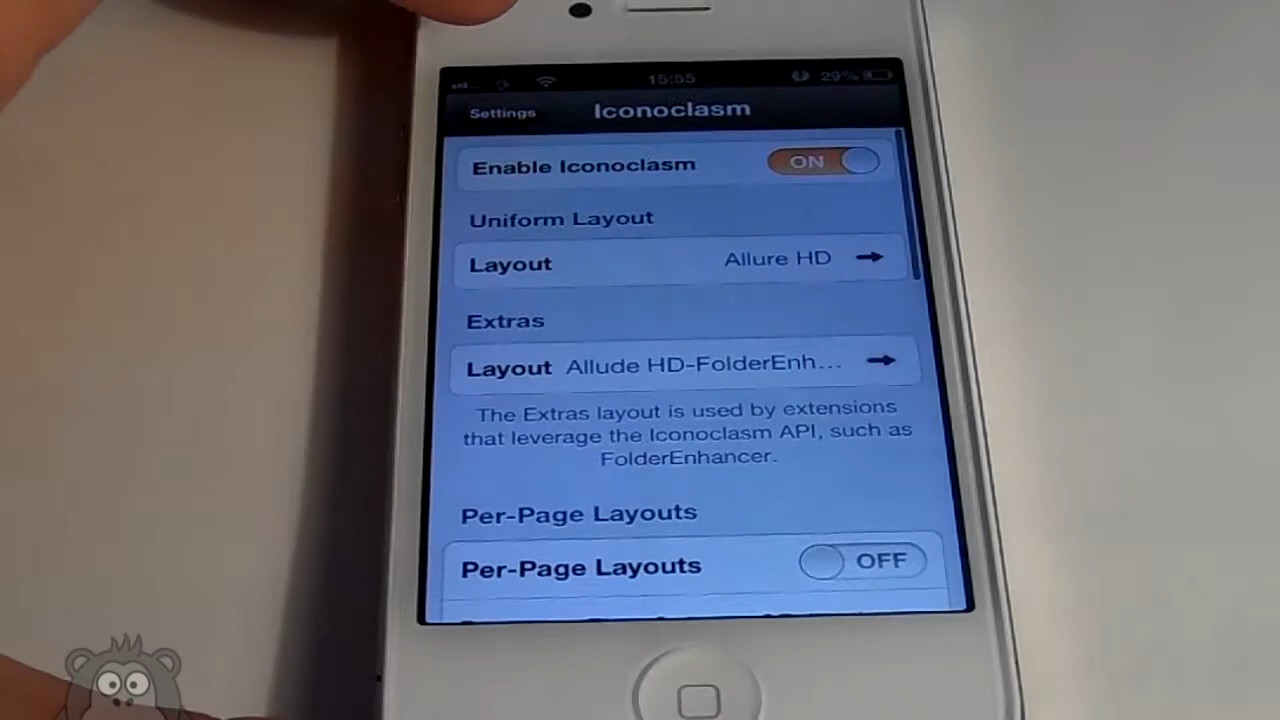 15:55 29%
Settings Iconoclasm
Enable Iconoclasm ON
Uniform Layout
Layout Allure HD
Extras
Layout Allude HD-FolderEnh...
The Extras layout is used by extensions
that leverage the Iconoclasm API, such as
FolderEnhancer.
Per-Page Layouts
Per-Page Layouts OFF